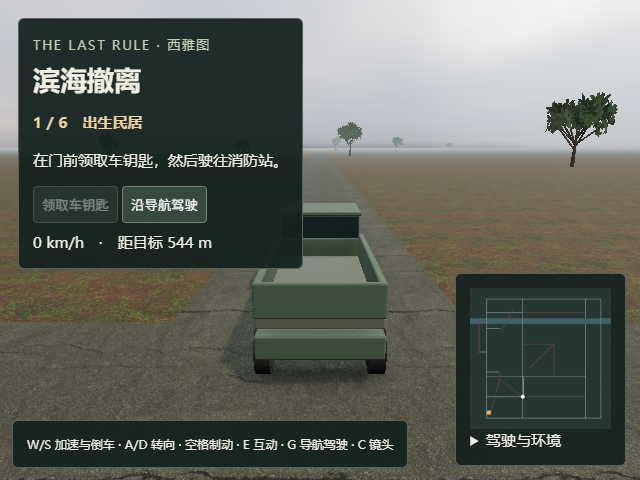 THE LAST RULE · 西雅图
滨海撤离
1 / 6 出生民居
在门前领取车钥匙，然后驶往消防站。
领取车钥匙 沿导航驾驶
0 km/h · 距目标 544 m
▶ 驾驶与环境
W/S 加速与倒车 · A/D 转向 · 空格制动 · E 互动 · G 导航驾驶 · C 镜头